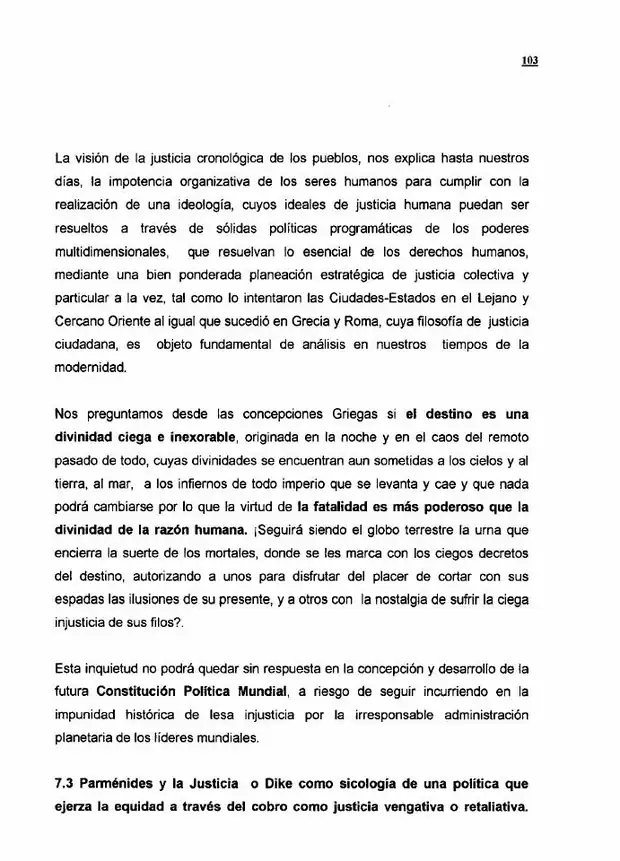 103
La visión de la justicia cronológica de los pueblos, nos explica hasta nuestros
días, la impotencia organizativa de los seres humanos para cumplir con la
realización de una ideología, cuyos ideales de justicia humana puedan ser
resueltos a través de sólidas políticas programáticas de los poderes
multidimensionales, que resuelvan lo esencial de los derechos humanos,
mediante una bien ponderada planeación estratégica de justicia colectiva y
particular a la vez, tal como lo intentaron las Ciudades-Estados en el Lejano y
Cercano Oriente al igual que sucedió en Grecia y Roma, cuya filosofía de justicia
ciudadana, es objeto fundamental de análisis en nuestros tiempos de la
modernidad.
Nos preguntamos desde las concepciones Griegas si el destino es una
divinidad ciega e inexorable, originada en la noche y en el caos del remoto
pasado de todo, cuyas divinidades se encuentran aun sometidas a los cielos y al
tierra, al mar, a los infiernos de todo imperio que se levanta y cae y que nada
podrá cambiarse por lo que la virtud de la fatalidad es más poderoso que la
divinidad de la razón humana. ¡Seguirá siendo el globo terrestre la urna que
encierra la suerte de los mortales, donde se les marca con los ciegos decretos
del destino, autorizando a unos para disfrutar del placer de cortar con sus
espadas las ilusiones de su presente, y a otros con la nostalgia de sufrir la ciega
injusticia de sus filos?.
Esta inquietud no podrá quedar sin respuesta en la concepción y desarrollo de la
futura Constitución Política Mundial, a riesgo de seguir incurriendo en la
impunidad histórica de lesa injusticia por la irresponsable administración
planetaria de los líderes mundiales.
7.3 Parménides y la Justicia o Dike como sicología de una política que
ejerza la equidad a través del cobro como justicia vengativa o retaliativa.